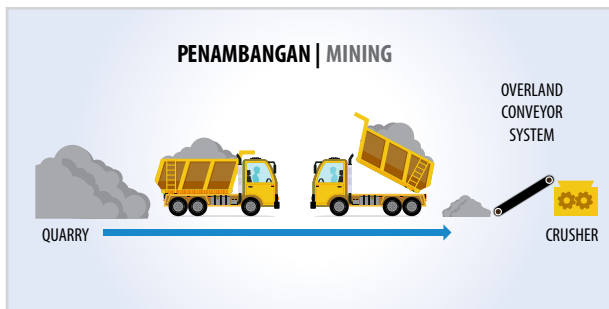 PENAMBANGAN | MINING
OVERLAND
CONVEYOR
SYSTEM
QUARRY
CRUSHER